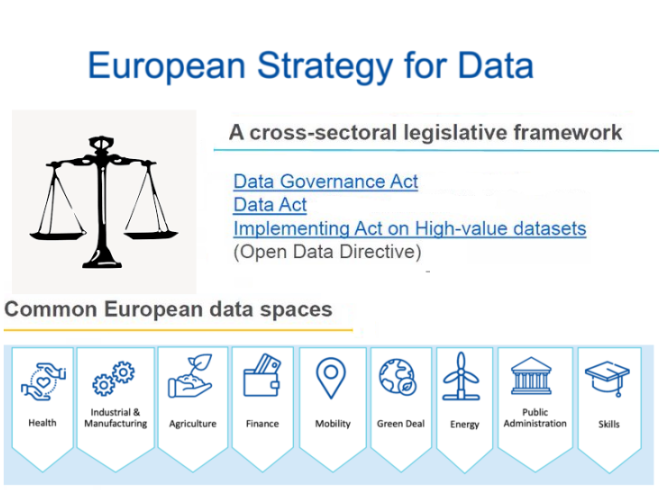 European Strategy for Data
A cross-sectoral legislative framework
Data Governance Act
Data Act
Implementing Act on High-value datasets
(Open Data Directive)
Common European data spaces
Health
Industrial &
Manufacturing
Agriculture
Finance
Mobility
Green Deal
Energy
Public
Administration
Skills